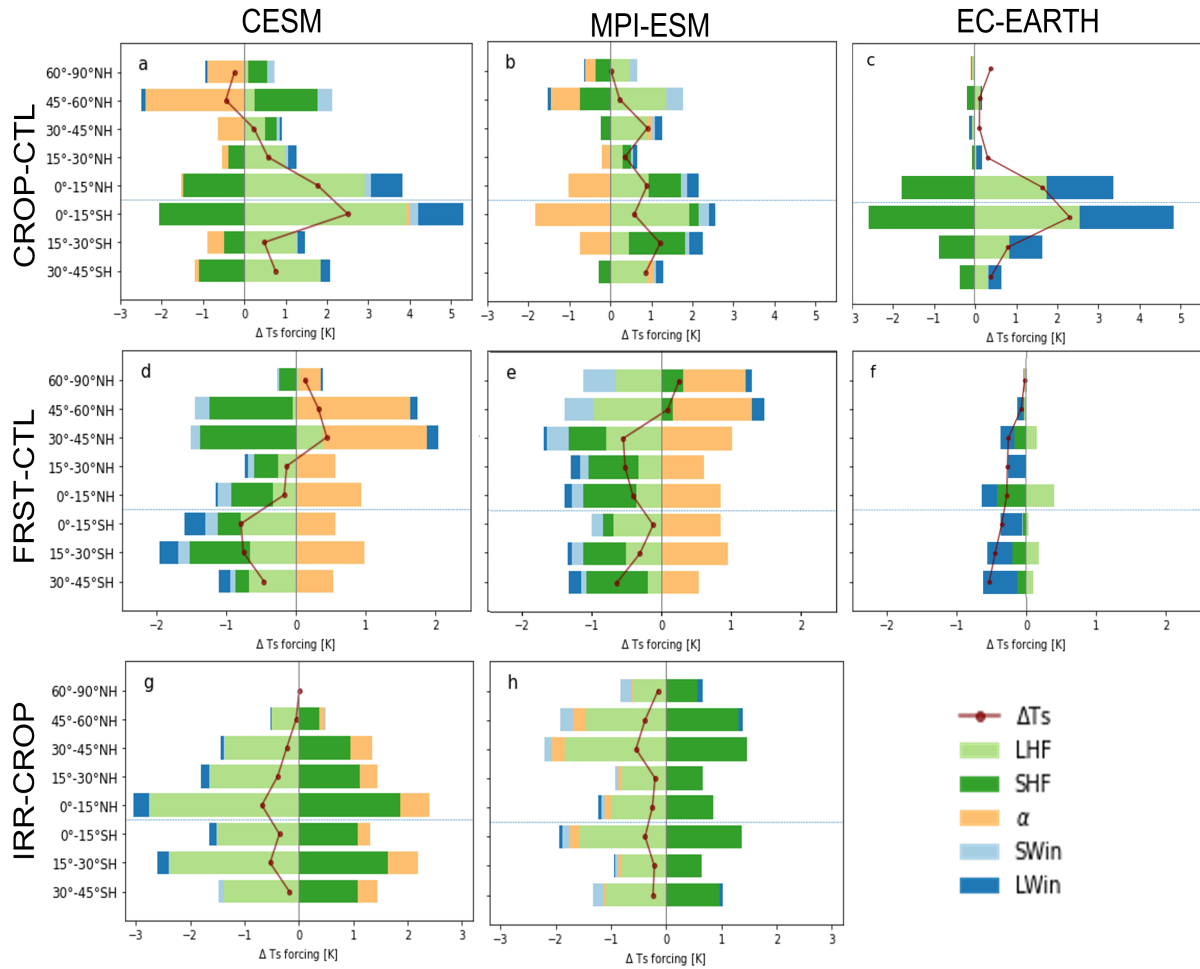 CESM MPI-ESM EC-EARTH
CROP-CTL
a
60°-90°NH
45°-60°NH
30°-45°NH
15°-30°NH
0°-15°NH
0°-15°SH
15°-30°SH
30°-45°SH
−3 −2 −1 0 1 2 3 4 5
Δ Ts forcing [K]
b
−3 −2 −1 0 1 2 3 4 5
Δ Ts forcing [K]
c
−3 −2 −1 0 1 2 3 4 5
Δ Ts forcing [K]
FRST-CTL
d
60°-90°NH
45°-60°NH
30°-45°NH
15°-30°NH
0°-15°NH
0°-15°SH
15°-30°SH
30°-45°SH
−2 −1 0 1 2
Δ Ts forcing [K]
e
−2 −1 0 1 2
Δ Ts forcing [K]
f
−2 −1 0 1 2
Δ Ts forcing [K]
IRR-CROP
g
60°-90°NH
45°-60°NH
30°-45°NH
15°-30°NH
0°-15°NH
0°-15°SH
15°-30°SH
30°-45°SH
−3 −2 −1 0 1 2 3
Δ Ts forcing [K]
h
−3 −2 −1 0 1 2 3
Δ Ts forcing [K]
ΔTs
LHF
SHF
α
SWin
LWin